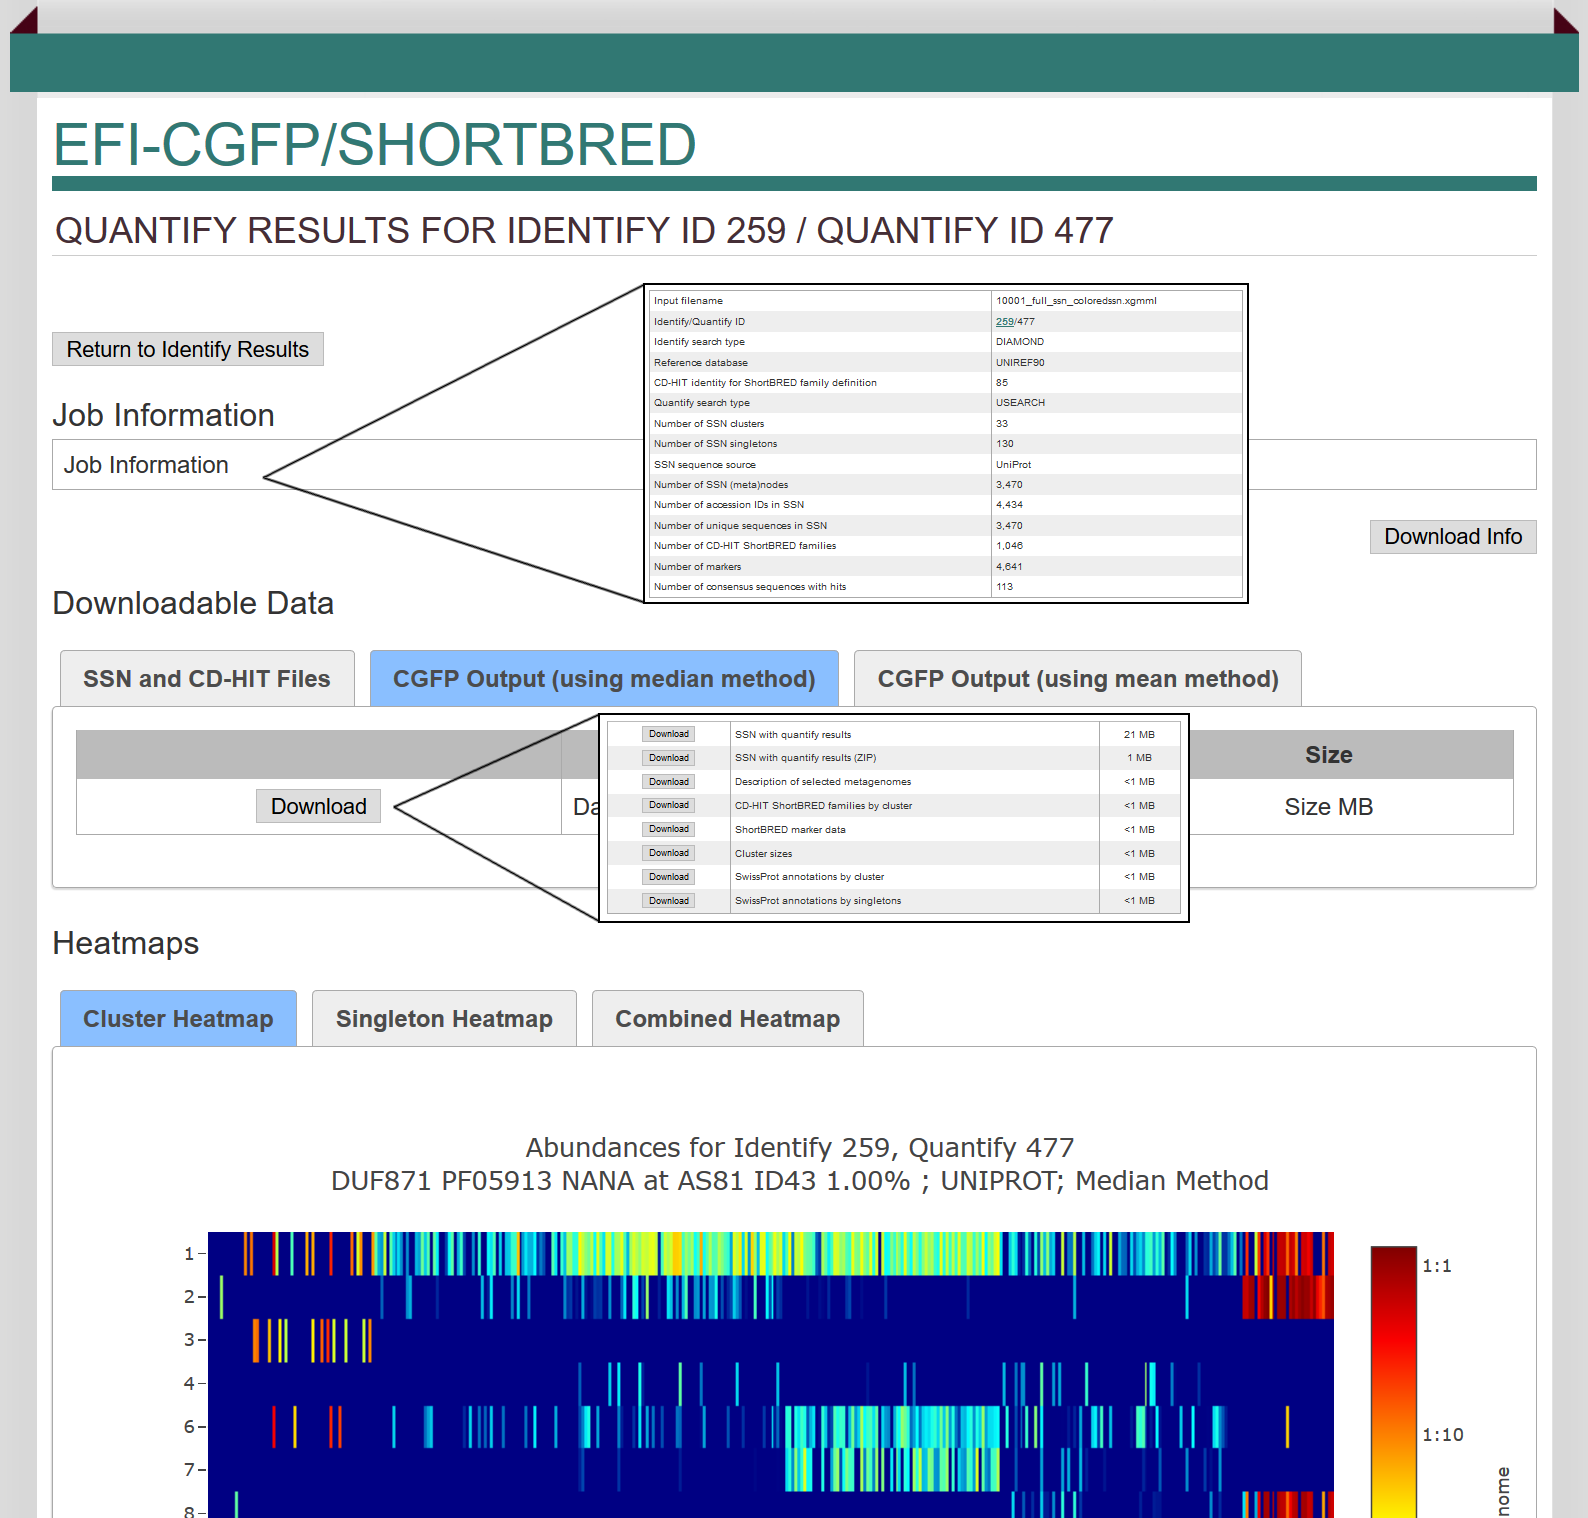 EFI-CGFP/SHORTBRED
QUANTIFY RESULTS FOR IDENTIFY ID 259 / QUANTIFY ID 477
Return to Identify Results
Job Information
Job Information
Input filename 10001_full_ssn_coloredssn.xgmml
Identify/Quantify ID 259/477
Identify search type DIAMOND
Reference database UNIREF90
CD-HIT identity for ShortBRED family definition 85
Quantify search type USEARCH
Number of SSN clusters 33
Number of SSN singletons 130
SSN sequence source UniProt
Number of SSN (meta)nodes 3,470
Number of accession IDs in SSN 4,434
Number of unique sequences in SSN 3,470
Number of CD-HIT ShortBRED families 1,046
Number of markers 4,641
Number of consensus sequences with hits 113
Download Info
Downloadable Data
SSN and CD-HIT Files CGFP Output (using median method) CGFP Output (using mean method)
Size
Download Da Size MB
Download SSN with quantify results 21 MB
Download SSN with quantify results (ZIP) 1 MB
Download Description of selected metagenomes <1 MB
Download CD-HIT ShortBRED families by cluster <1 MB
Download ShortBRED marker data <1 MB
Download Cluster sizes <1 MB
Download SwissProt annotations by cluster <1 MB
Download SwissProt annotations by singletons <1 MB
Heatmaps
Cluster Heatmap Singleton Heatmap Combined Heatmap
Abundances for Identify 259, Quantify 477
DUF871 PF05913 NANA at AS81 ID43 1.00% ; UNIPROT; Median Method
1
2
3
4
6
7
8
1:1
1:10
nome